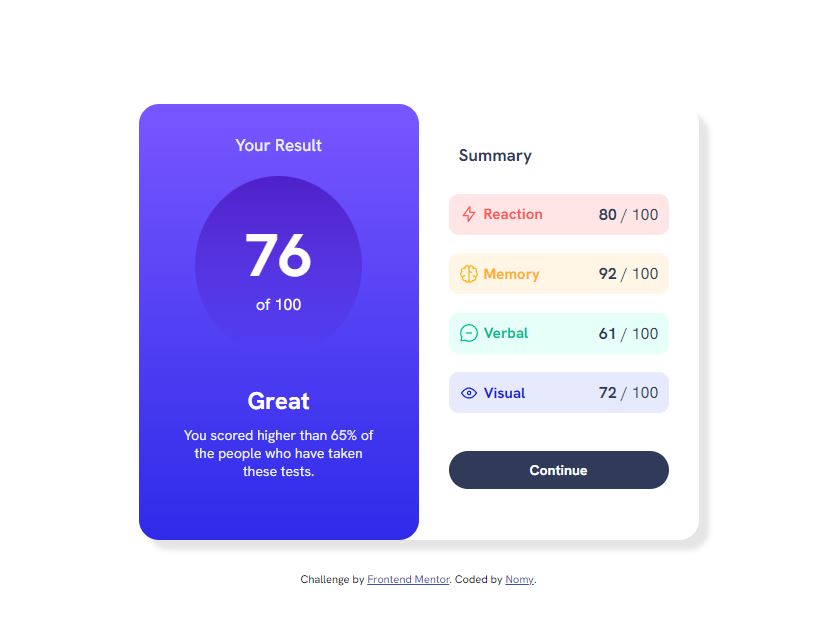 Your Result
76
of 100
Great
You scored higher than 65% of
the people who have taken
these tests.
Summary
Reaction 80 / 100
Memory 92 / 100
Verbal 61 / 100
Visual 72 / 100
Continue
Challenge by Frontend Mentor. Coded by Nomy.